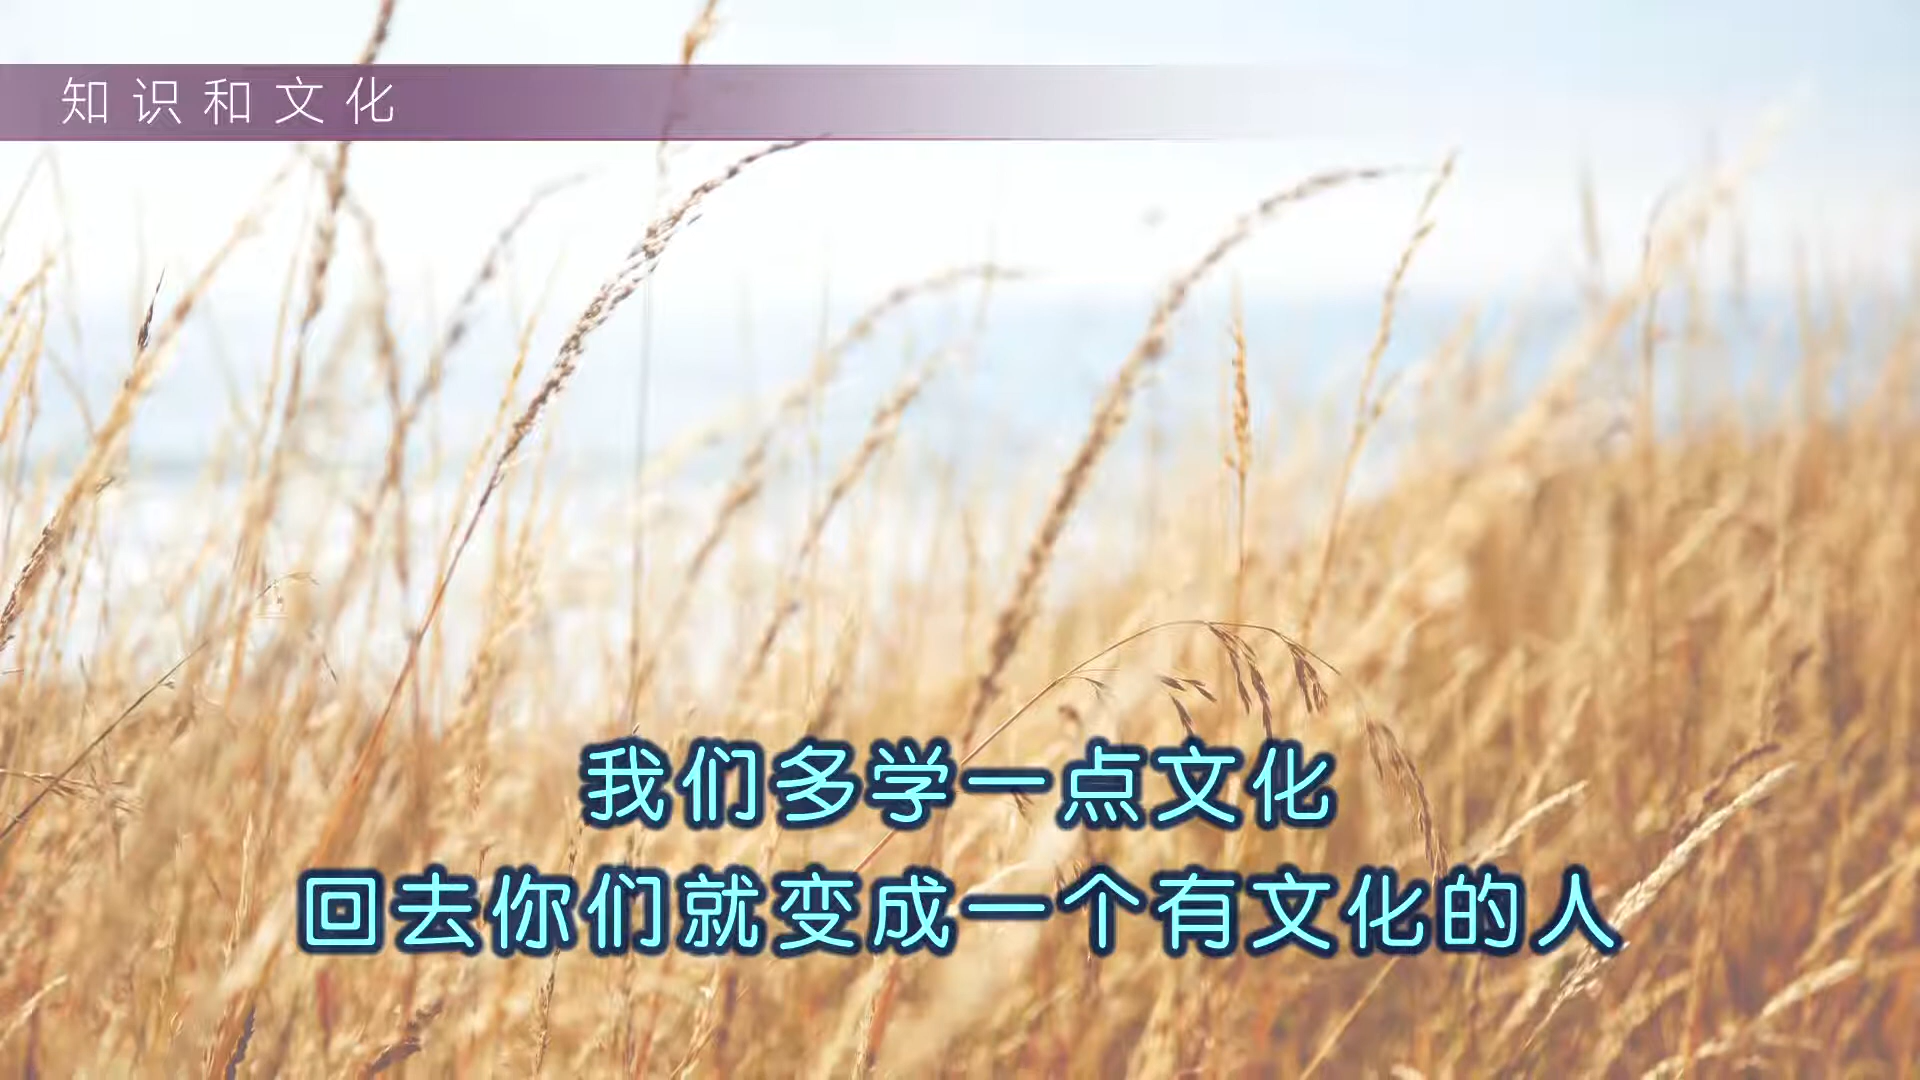 知识和文化
我们多学一点文化
回去你们就变成一个有文化的人